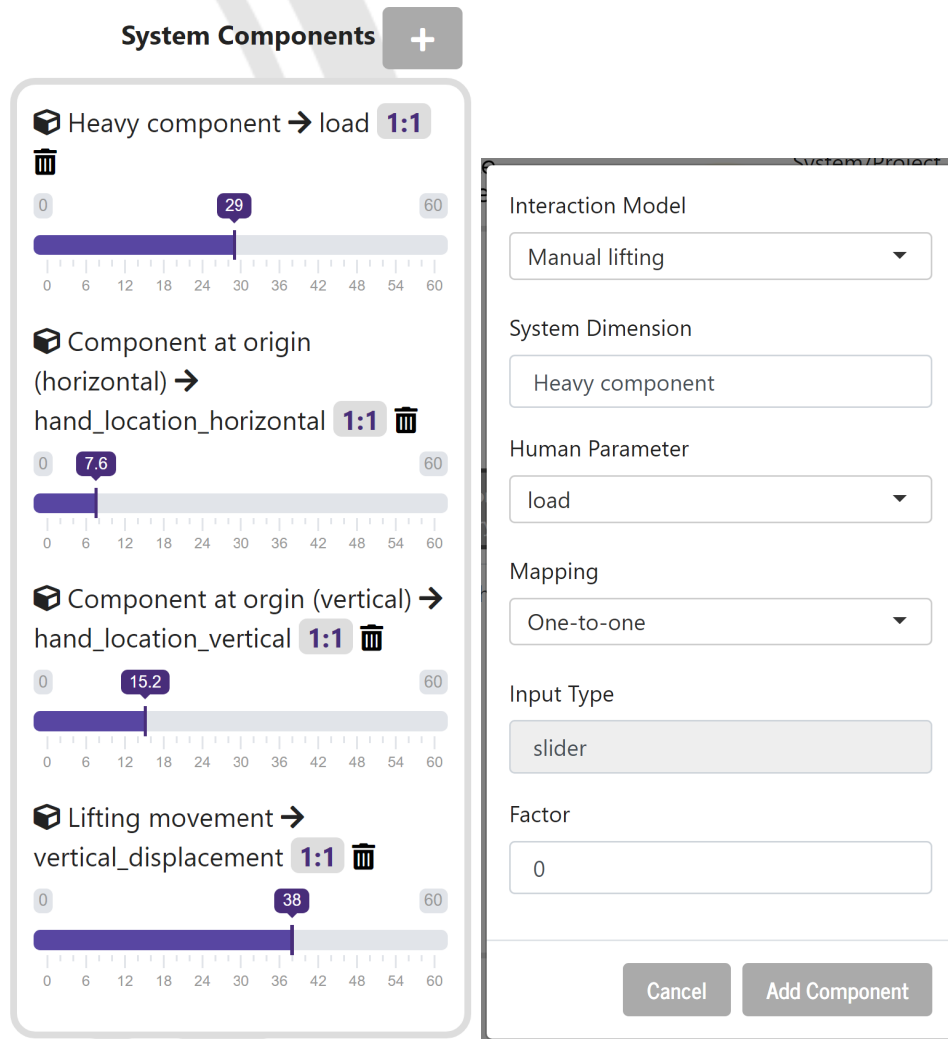 System Components
+
Heavy component → load 1:1
0 29 60
0 6 12 18 24 30 36 42 48 54 60
Component at origin
(horizontal) →
hand_location_horizontal 1:1
0 7.6 60
0 6 12 18 24 30 36 42 48 54 60
Component at orgin (vertical) →
hand_location_vertical 1:1
0 15.2 60
0 6 12 18 24 30 36 42 48 54 60
Lifting movement →
vertical_displacement 1:1
0 38 60
0 6 12 18 24 30 36 42 48 54 60
System/Project
Interaction Model
Manual lifting
System Dimension
Heavy component
Human Parameter
load
Mapping
One-to-one
Input Type
slider
Factor
0
Cancel Add Component